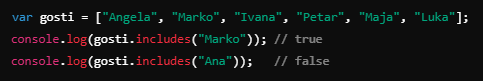 var gosti = ["Angela", "Marko", "Ivana", "Petar", "Maja", "Luka"];
console.log(gosti.includes("Marko")); // true
console.log(gosti.includes("Ana"));   // false